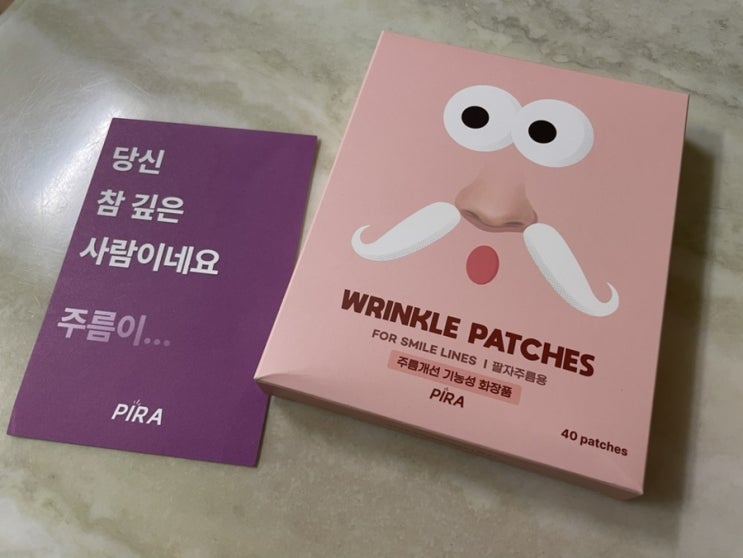 당신
참 깊은
사람이네요
주름이...
PIRA
WRINKLE PATCHES
FOR SMILE LINES | 팔자주름용
주름개선 기능성 화장품
PIRA
40 patches